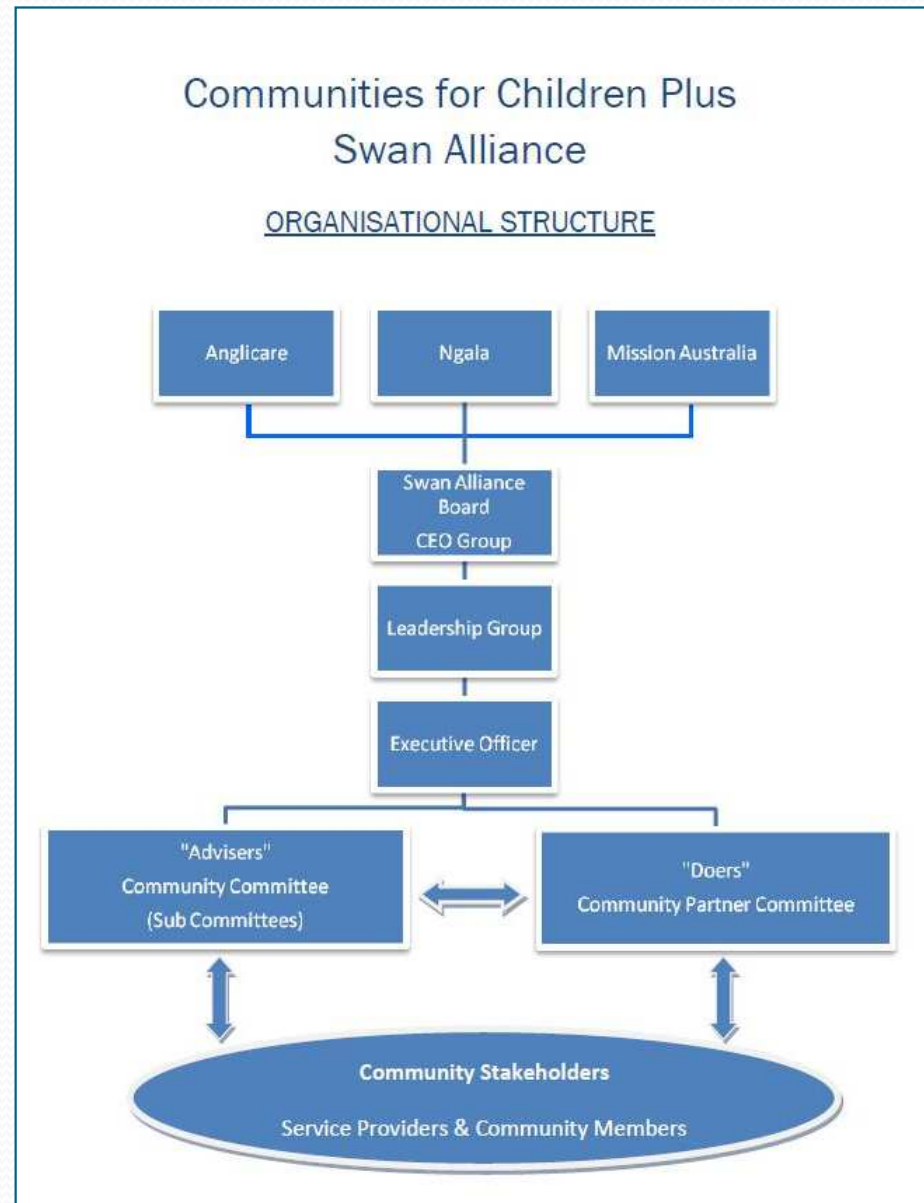 Communities for Children Plus
Swan Alliance
ORGANISATIONAL STRUCTURE
Anglicare
Ngala
Mission Australia
Swan Alliance
Board
CEO Group
Leadership Group
Executive Officer
"Advisers"
Community Committee
(Sub Committees)
"Doers"
Community Partner Committee
Community Stakeholders
Service Providers & Community Members